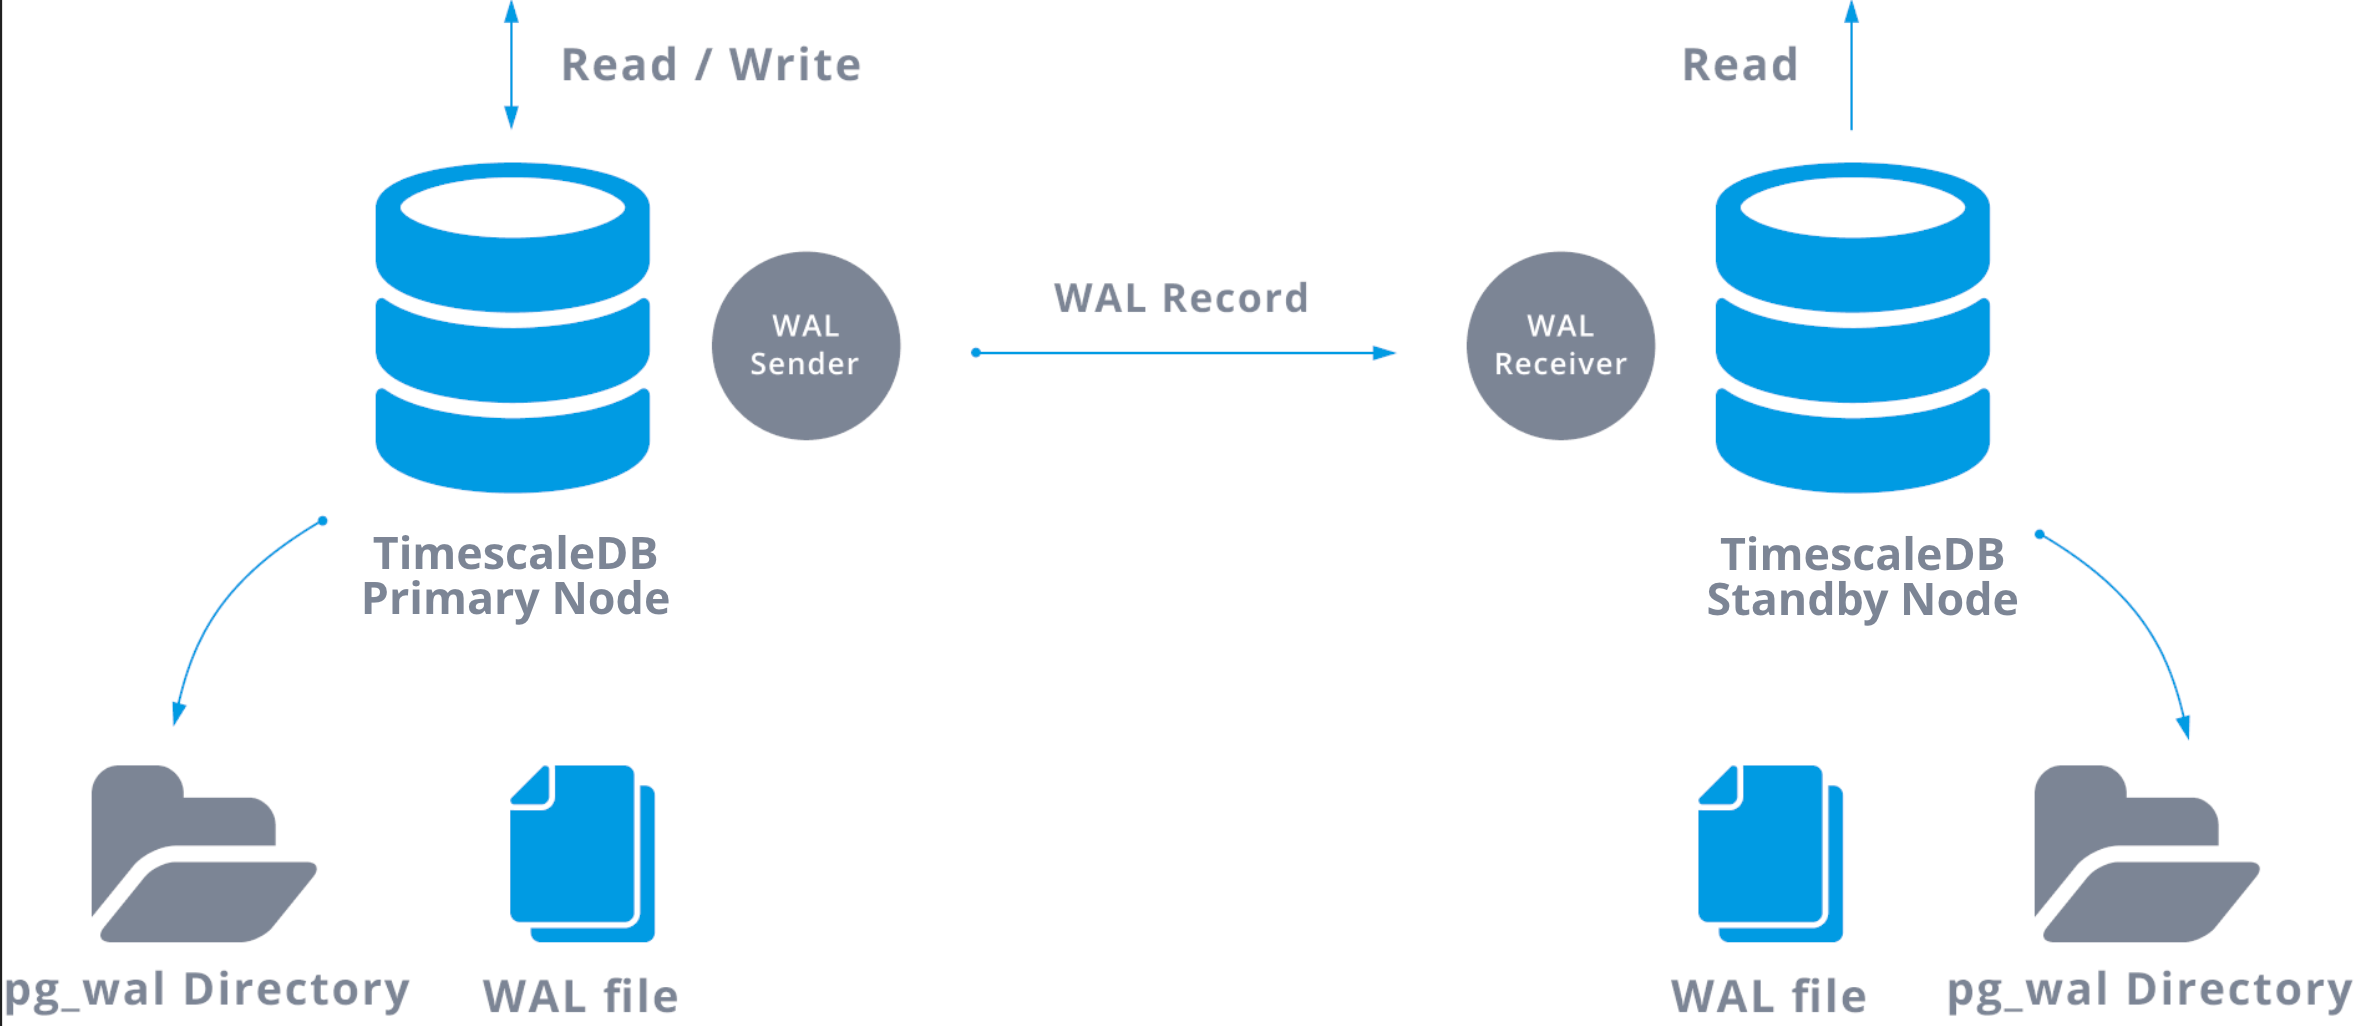 Read / Write
Read
WAL
Sender
WAL Record
WAL
Receiver
TimescaleDB
Primary Node
TimescaleDB
Standby Node
pg_wal Directory
WAL file
WAL file
pg_wal Directory